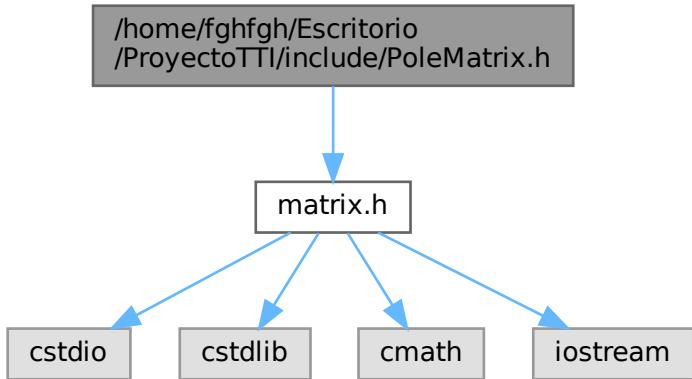 /home/fghfgh/Escritorio
/ProyectoTTI/include/PoleMatrix.h
matrix.h
cstdio
cstdlib
cmath
iostream